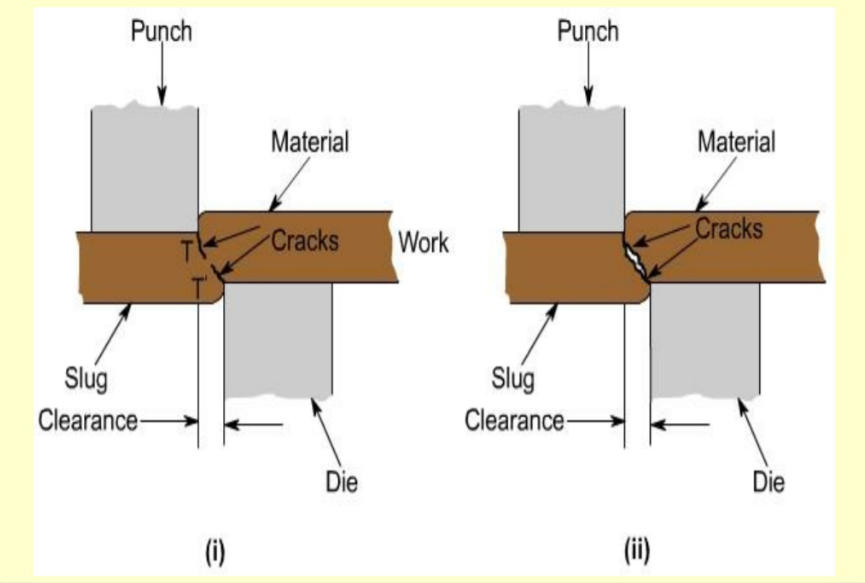 Punch
Material
Cracks
Work
T
T'
Slug
Clearance
Die
(i)
Punch
Material
Cracks
Slug
Clearance
Die
(ii)